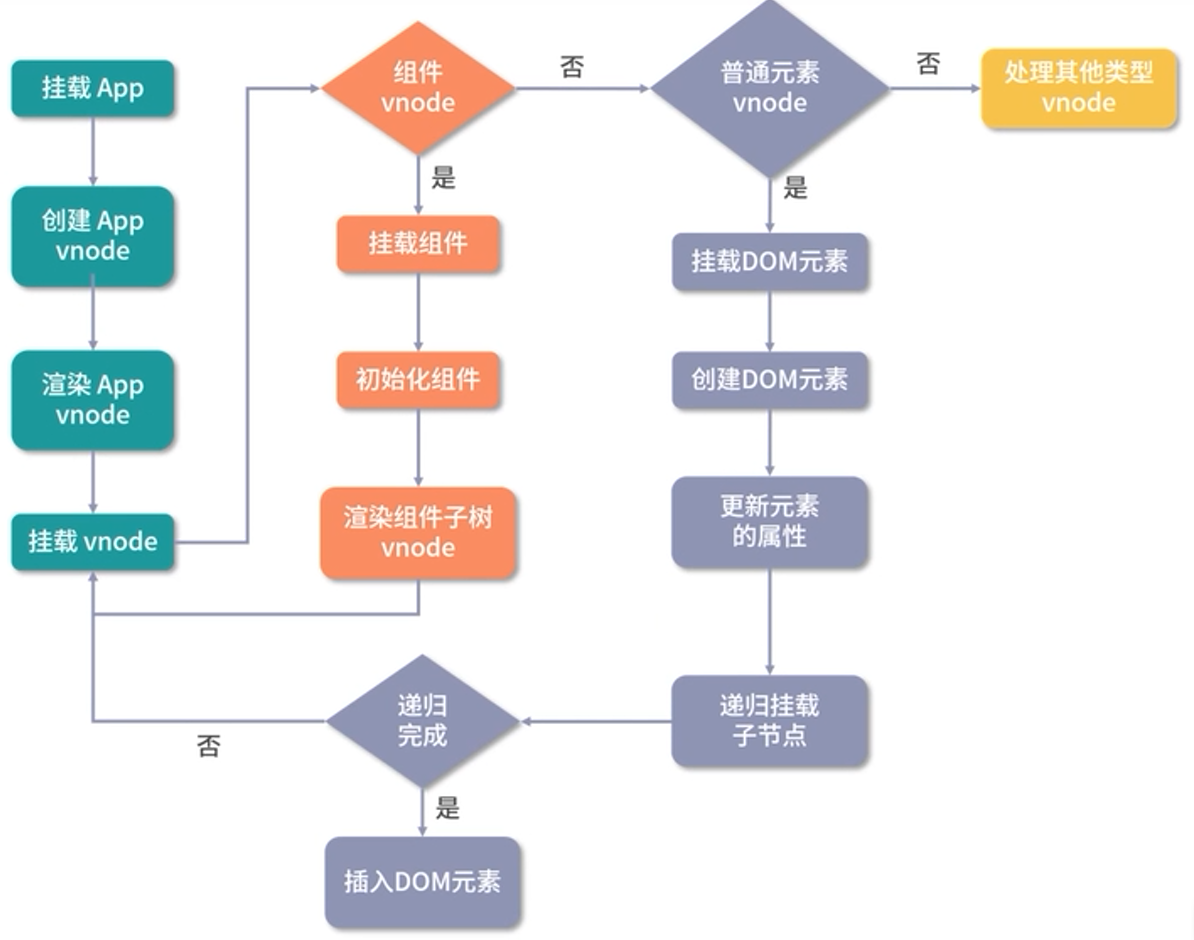 挂载 App
创建 App
vnode
渲染 App
vnode
挂载 vnode
组件
vnode
是
否
挂载组件
初始化组件
渲染组件子树
vnode
普通元素
vnode
是
否
处理其他类型
vnode
挂载DOM元素
创建DOM元素
更新元素
的属性
递归挂载
子节点
递归
完成
否
是
插入DOM元素